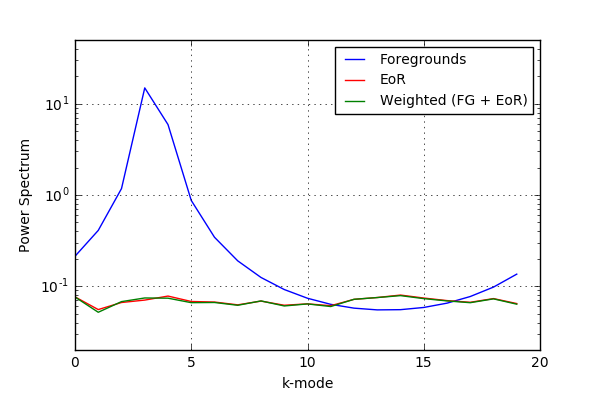 Foregrounds
EoR
Weighted (FG + EoR)
10^1
10^0
10^-1
Power Spectrum
0 5 10 15 20
k-mode